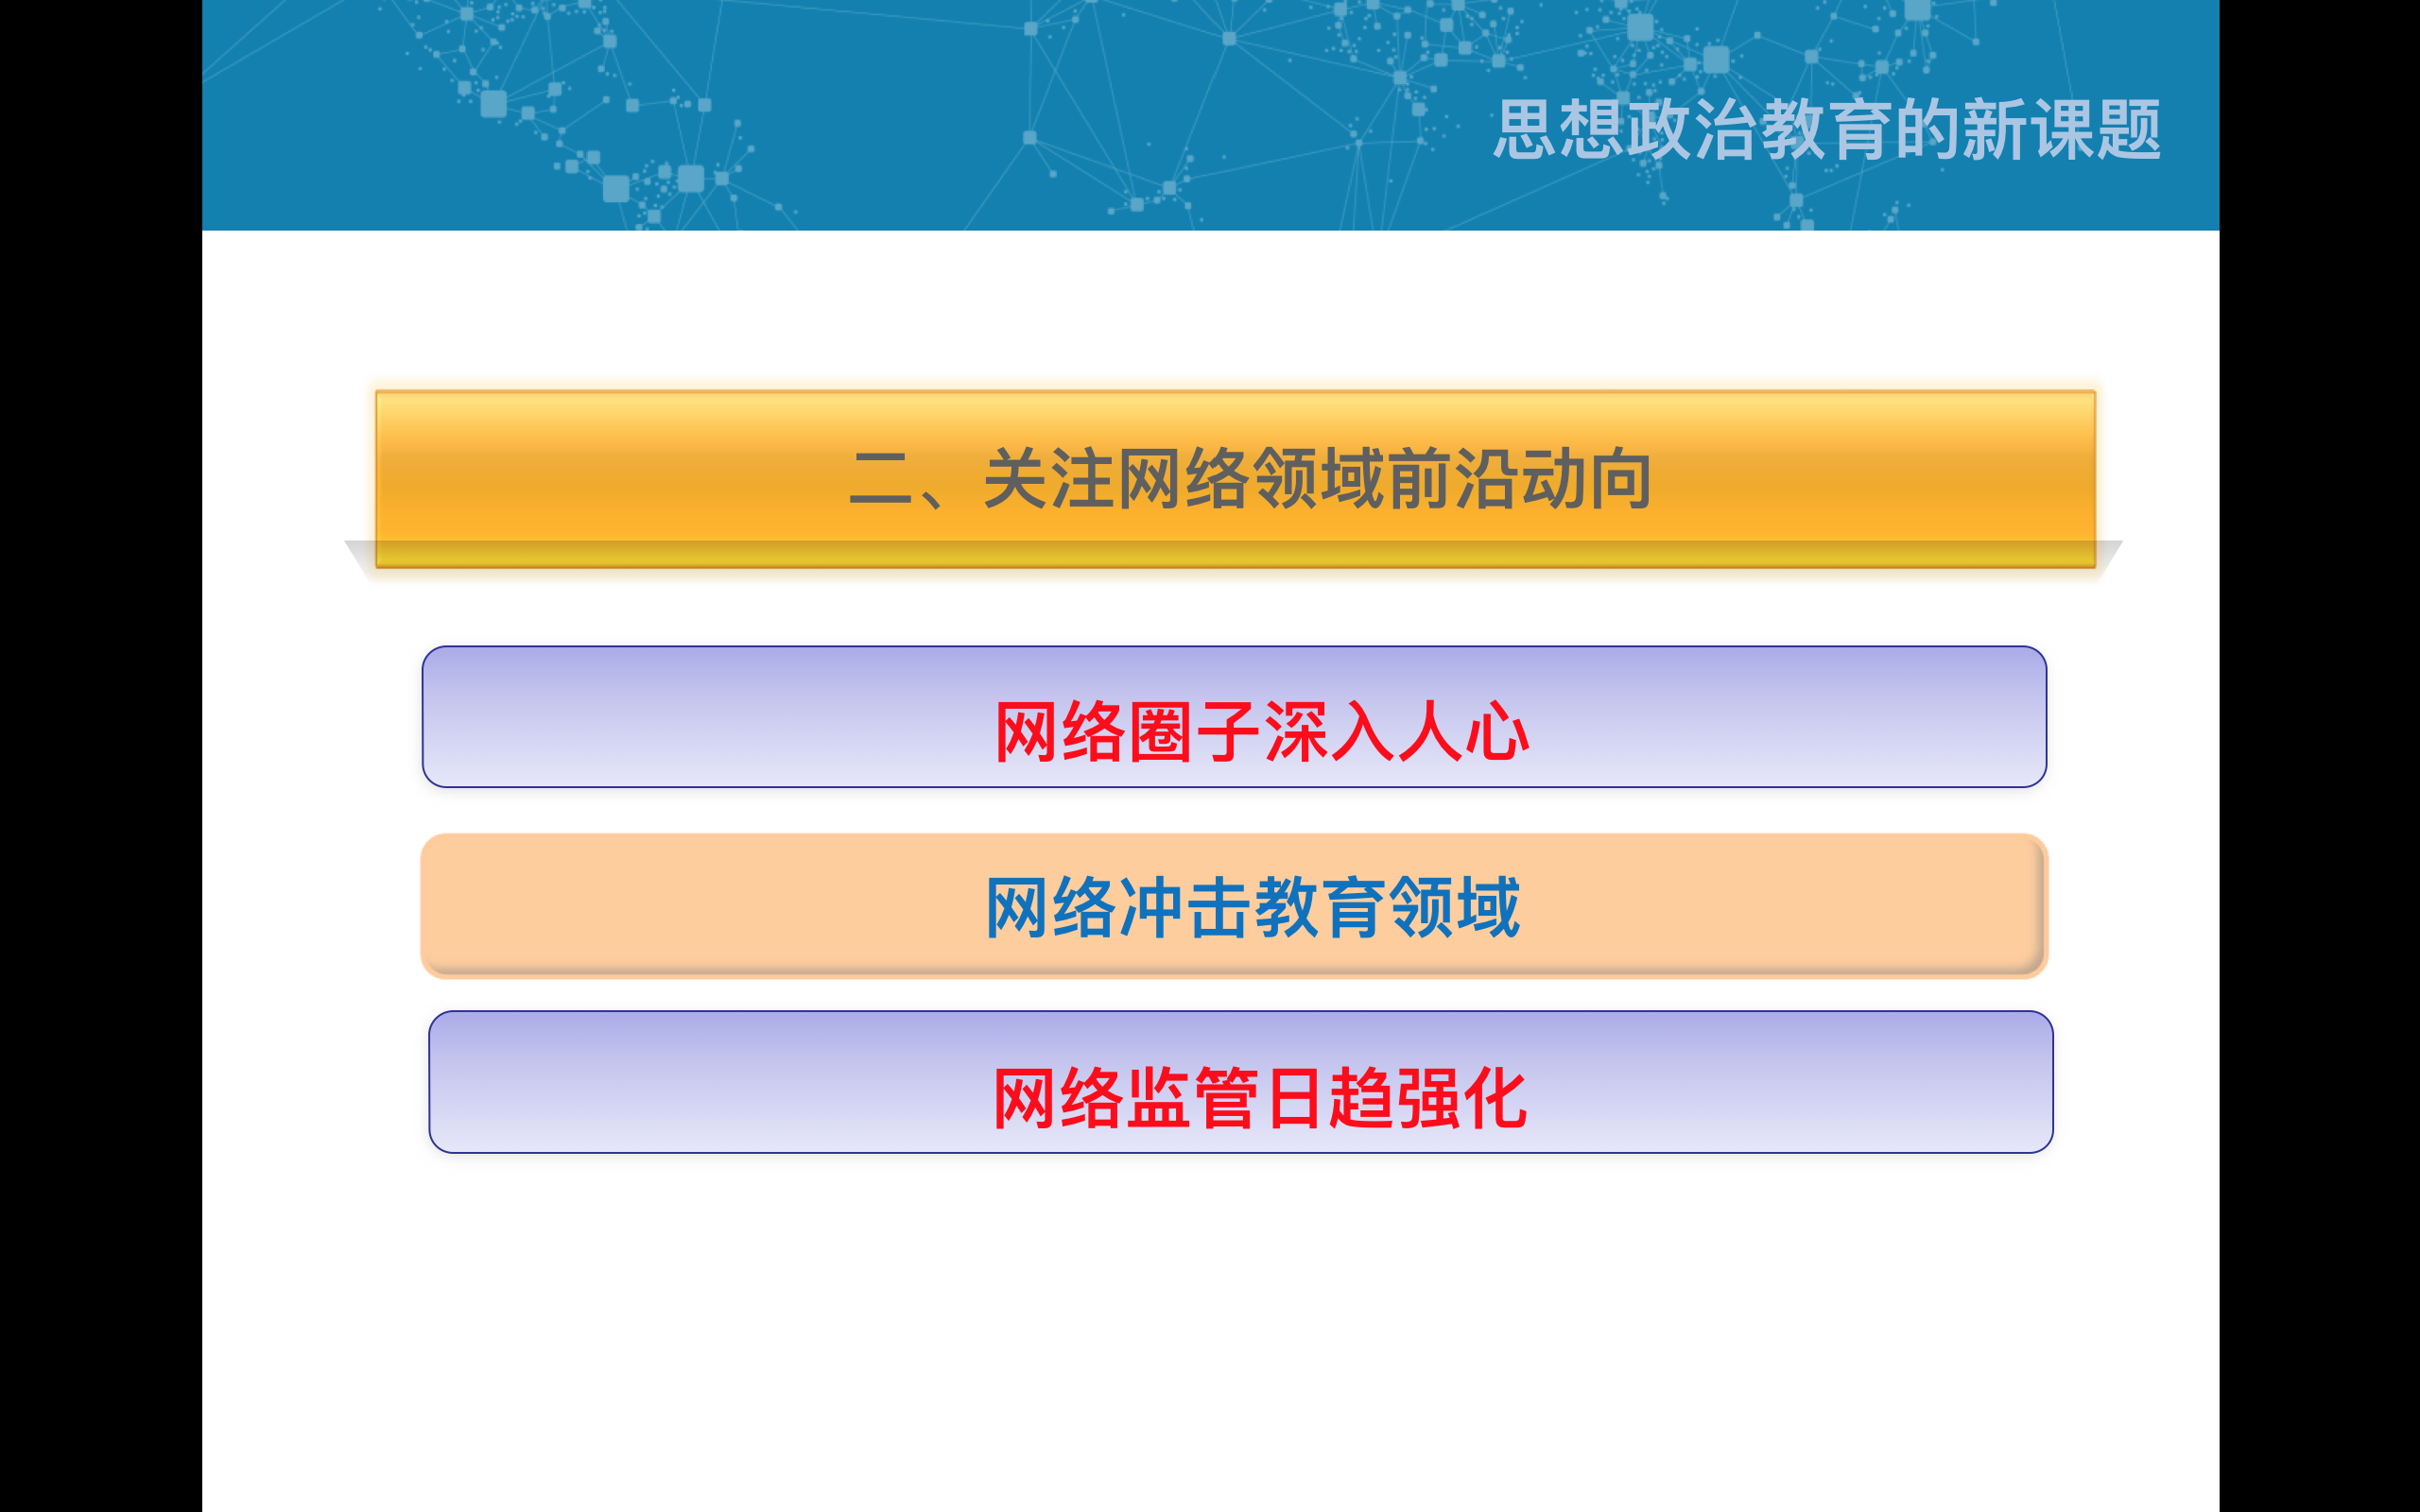 思想政治教育的新课题
二、关注网络领域前沿动向
网络圈子深入人心
网络冲击教育领域
网络监管日趋强化